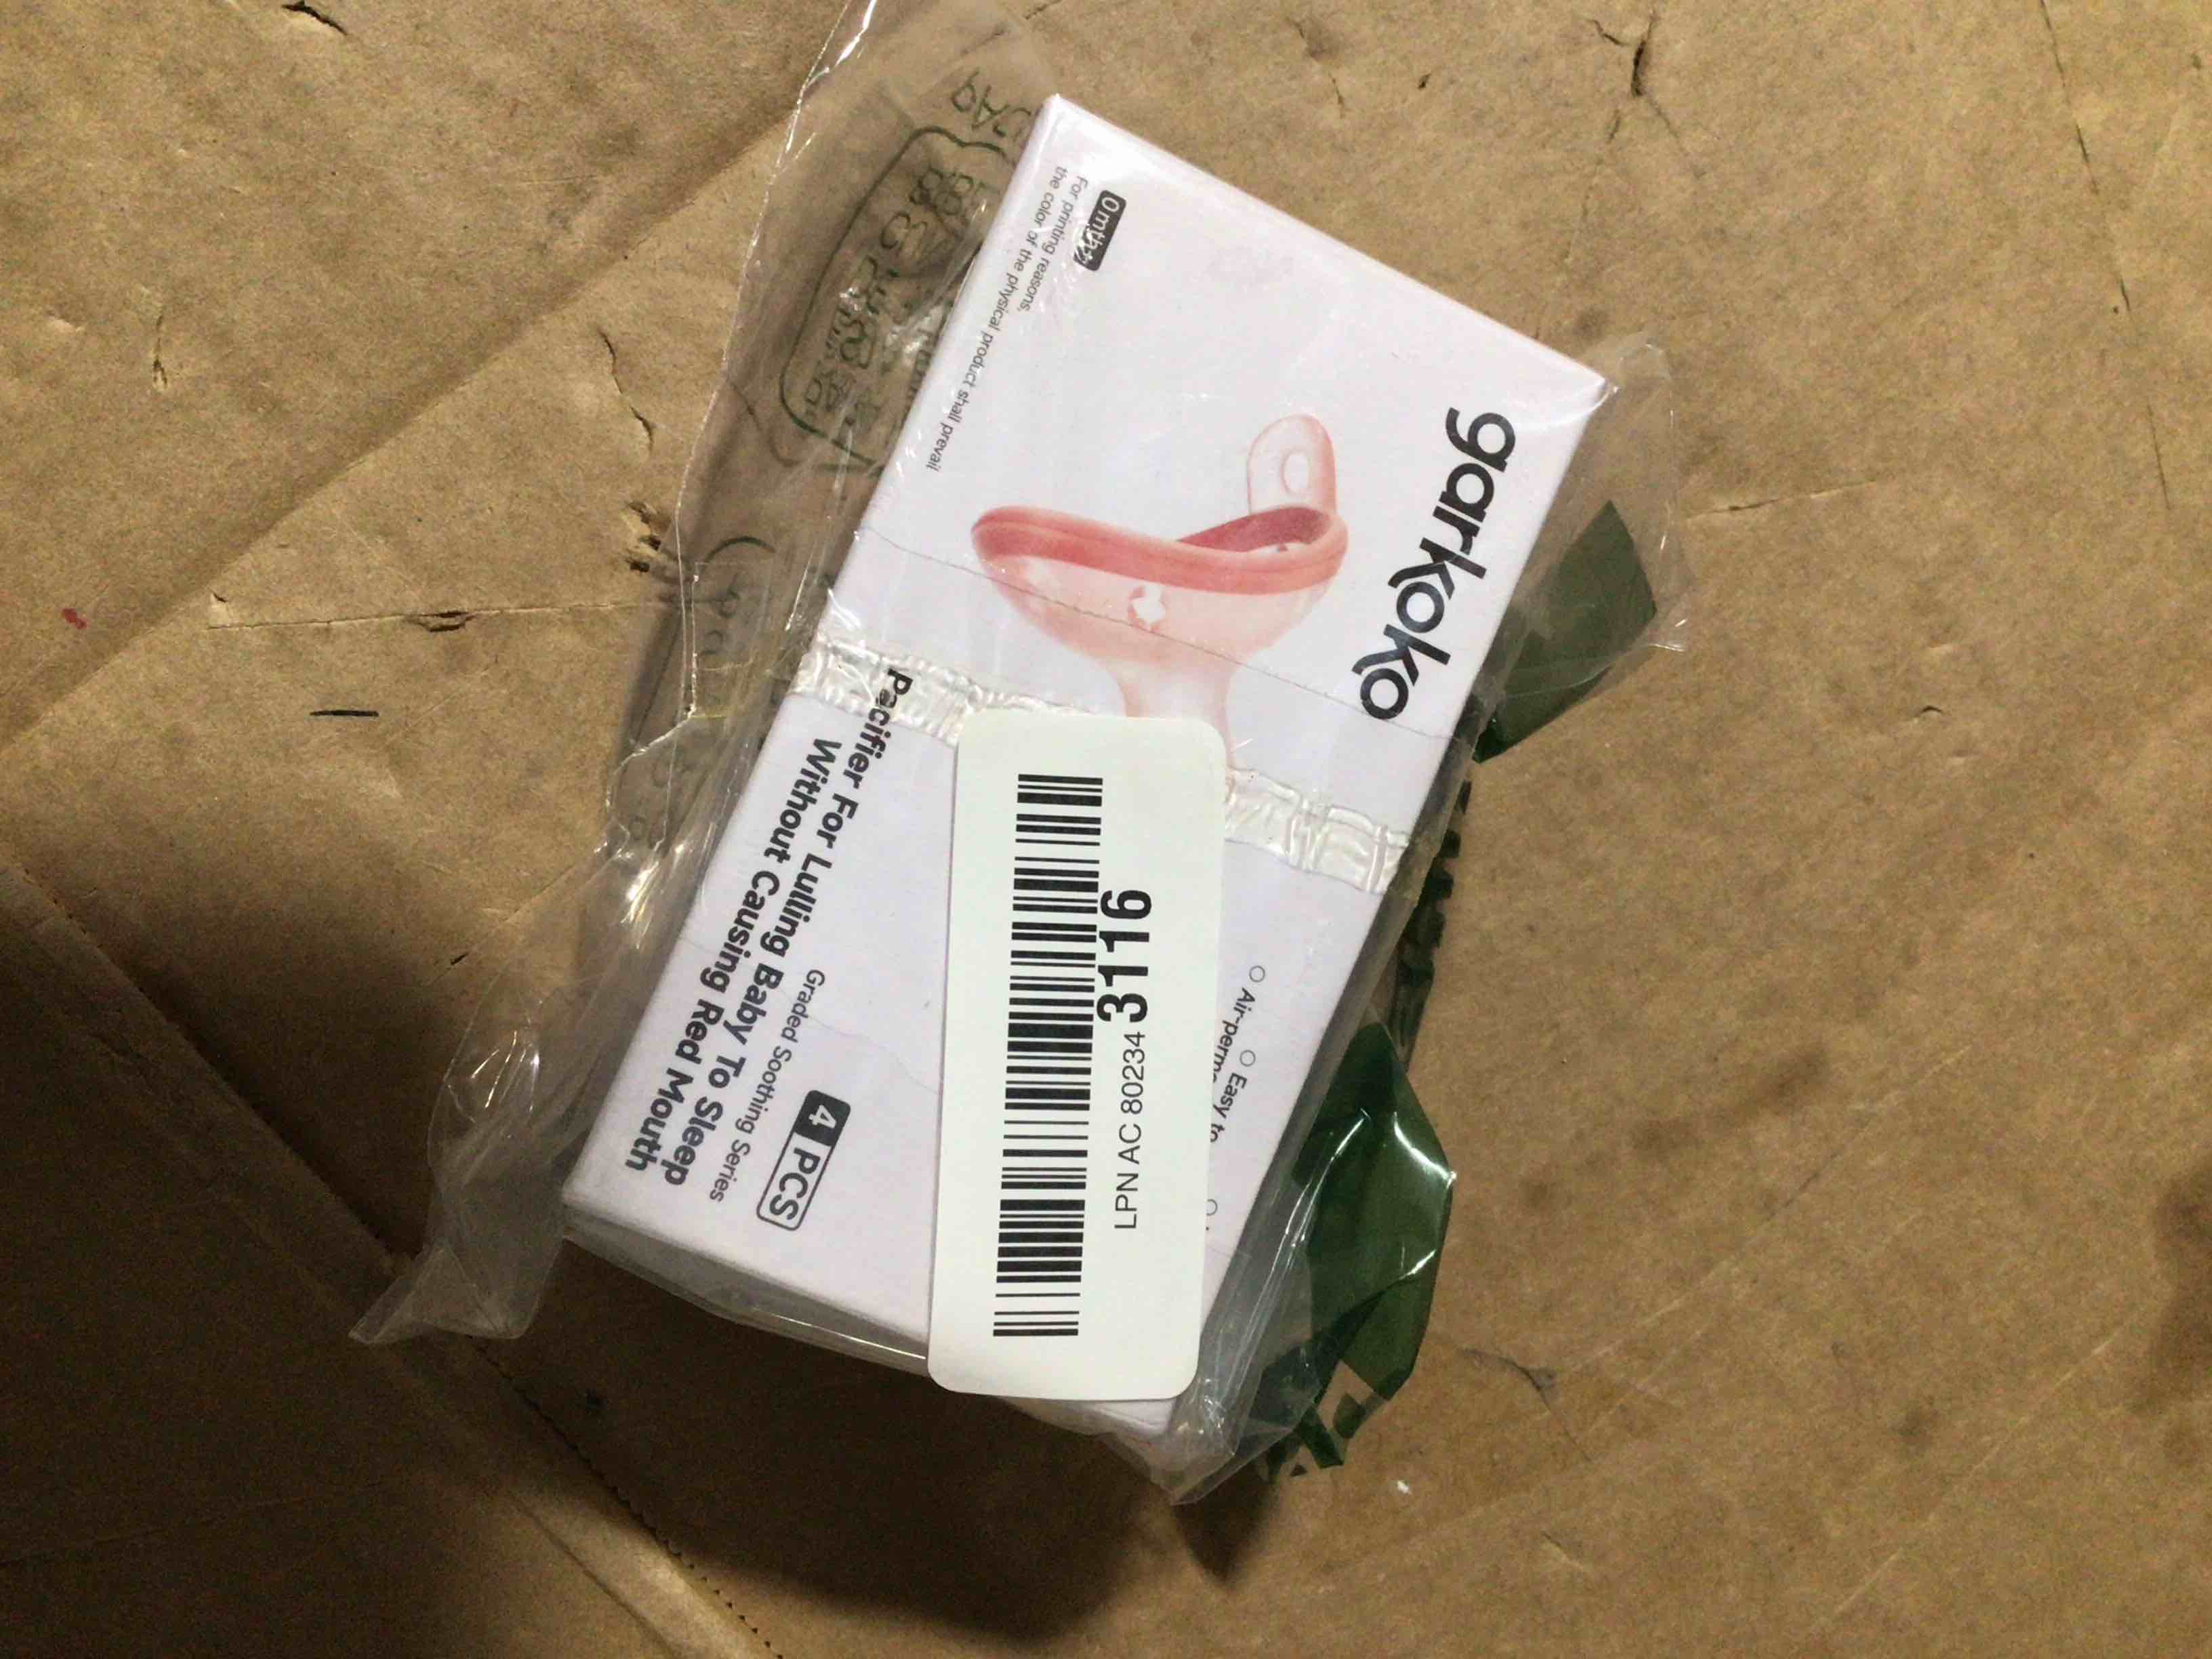 garkoko
0mth+
For printing reasons,
the color of the physical product shall prevail
Air-perme
Easy to
4 PCS
Graded Soothing Series
Pacifier For Lulling Baby To Sleep
Without Causing Red Mouth
LPN AC 80234 3116